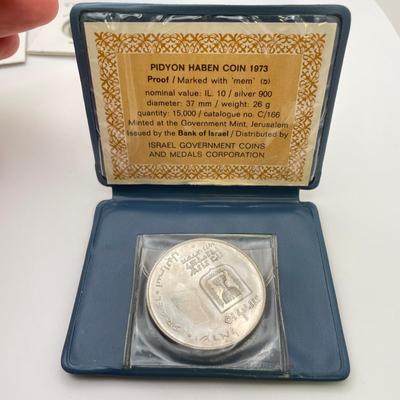 PIDYON HABEN COIN 1973
Proof / Marked with 'mem' (מ)
nominal value: IL. 10 / silver 900
diameter: 37 mm / weight: 26 g
quantity: 15,000 / catalogue no. C/166
Minted at the Government Mint, Jerusalem
Issued by the Bank of Israel / Distributed by
ISRAEL GOVERNMENT COINS
AND MEDALS CORPORATION
ISRAEL